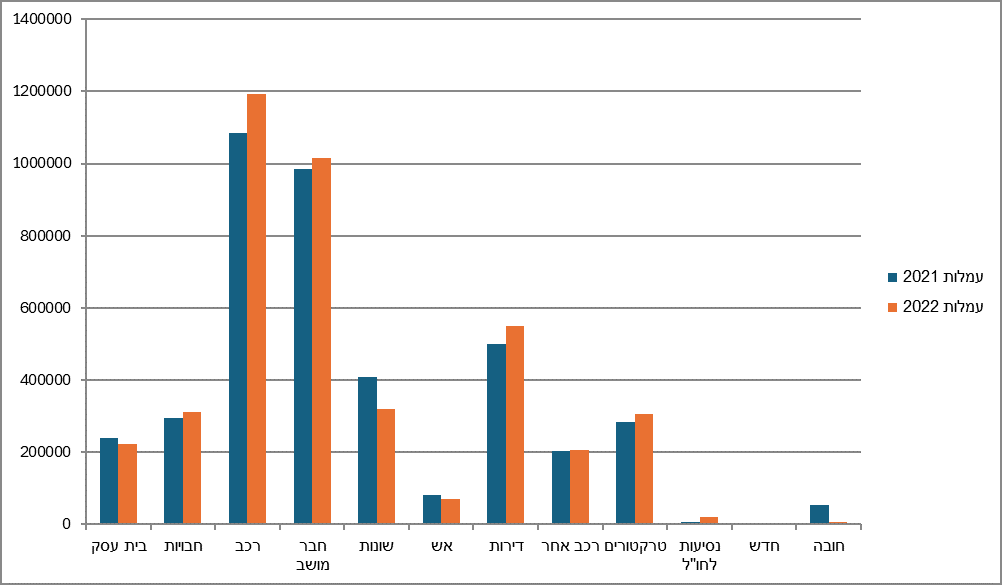 1400000
1200000
1000000
800000
600000
400000
200000
0
בית עסק
חבויות
רכב
חבר
מושב
שונות
אש
דירות
רכב אחר
טרקטורים
נסיעות
לחו"ל
חדש
חובה
עמלות 2021
עמלות 2022